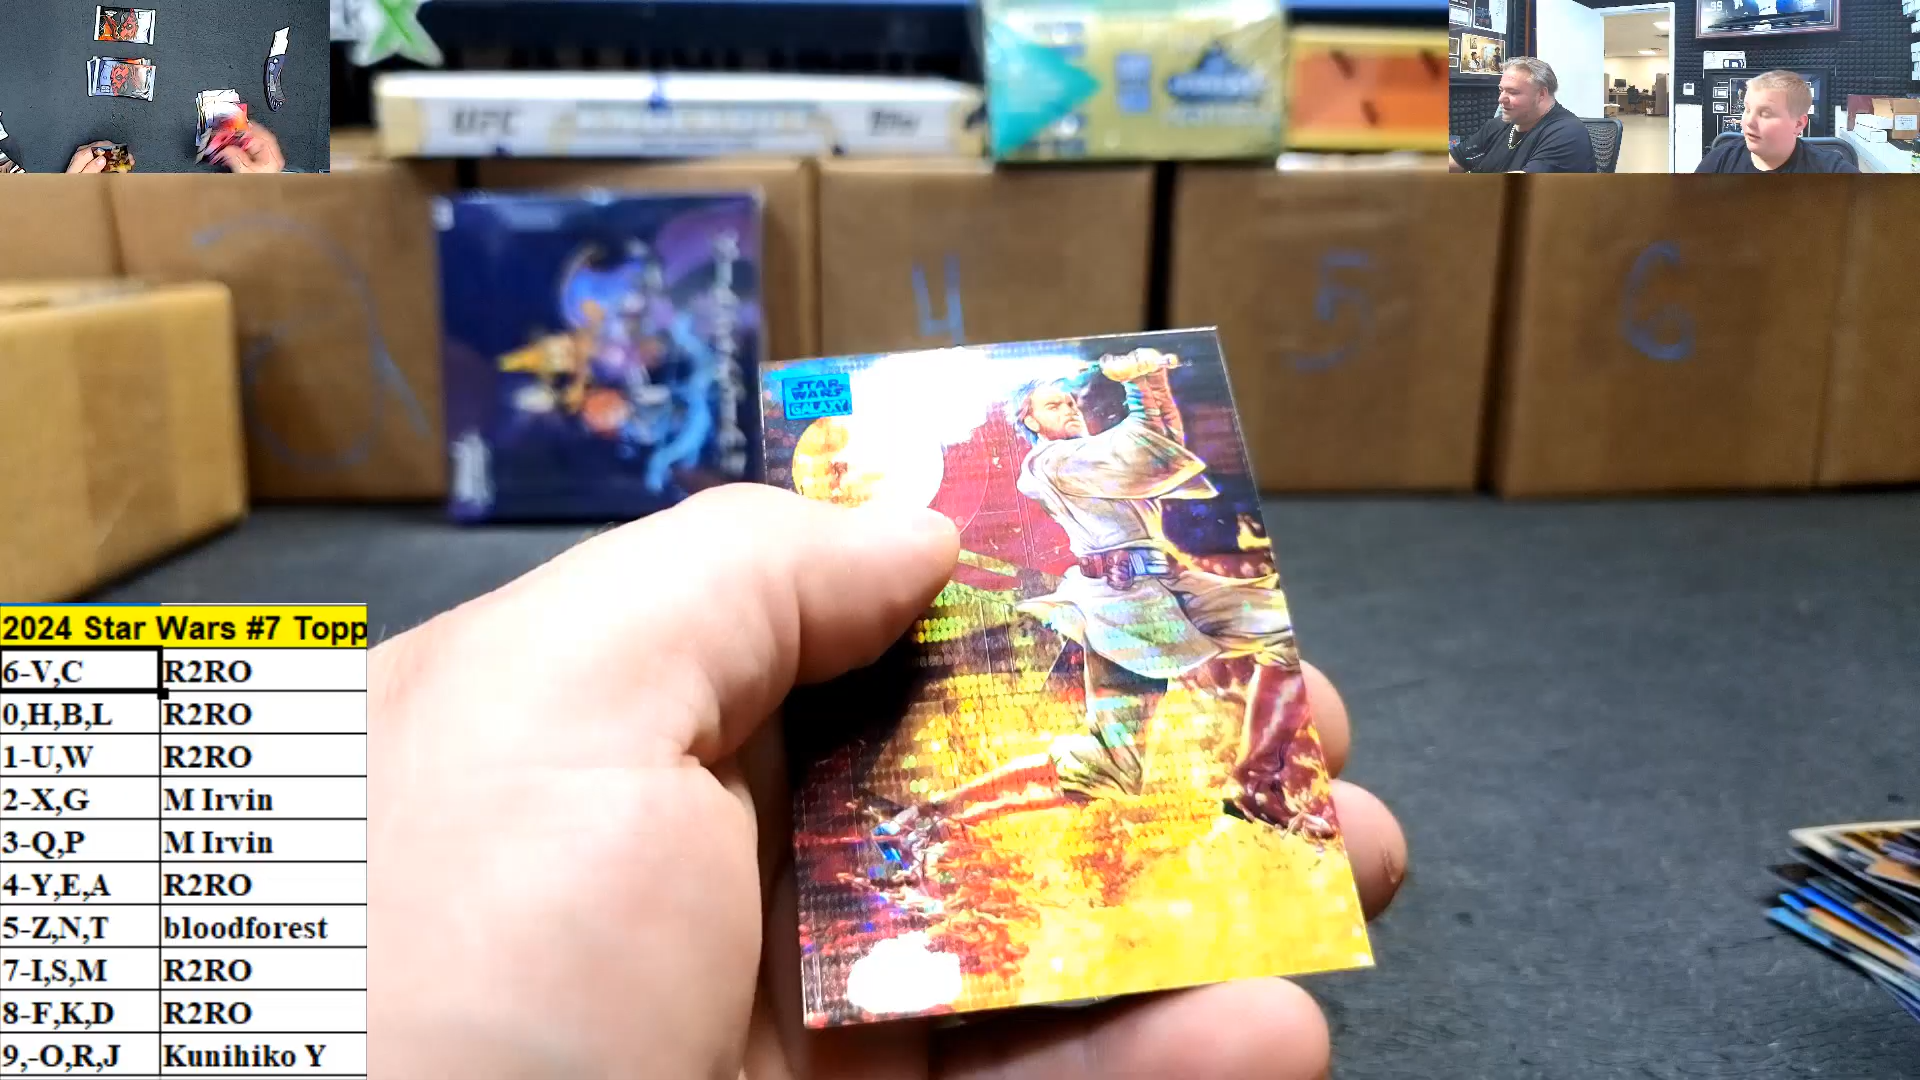 UFC
Topps
4
5
6
STAR
WARS
GALAXY
2024 Star Wars #7 Topp
6-V,C R2RO
0,H,B,L R2RO
1-U,W R2RO
2-X,G M Irvin
3-Q,P M Irvin
4-Y,E,A R2RO
5-Z,N,T bloodforest
7-I,S,M R2RO
8-F,K,D R2RO
9,-O,R,J Kunihiko Y